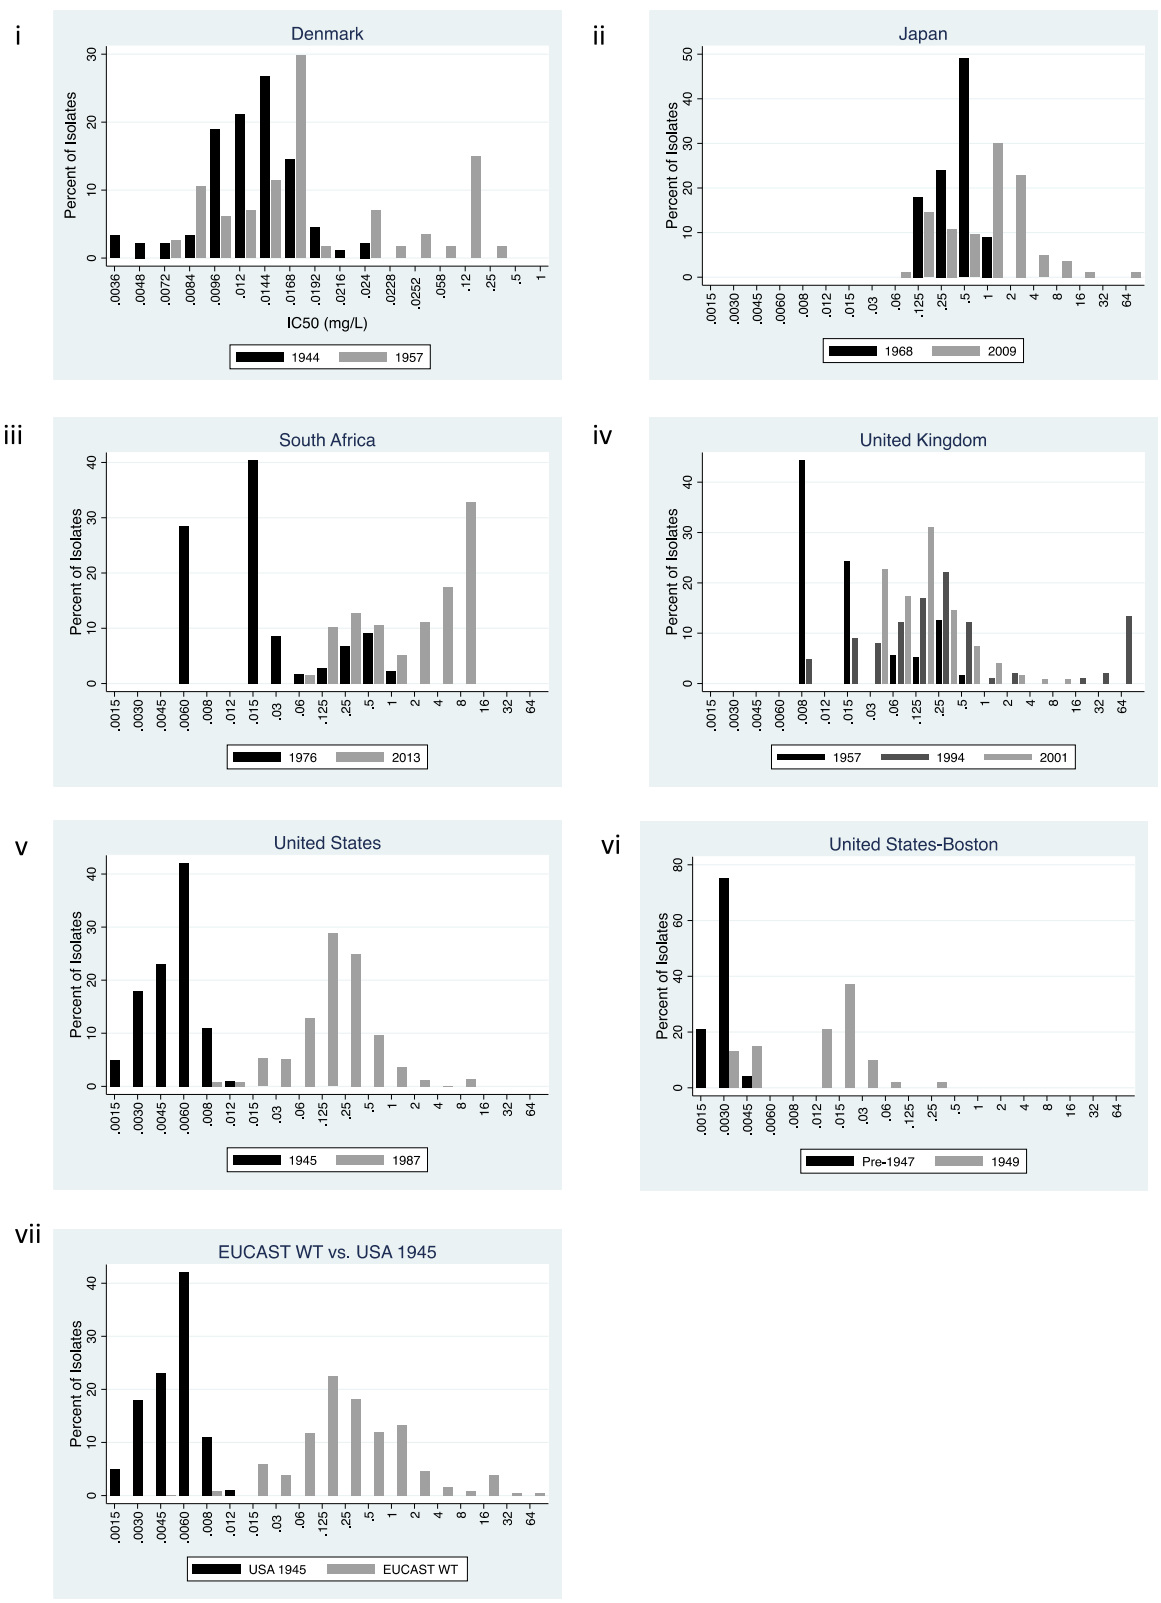 i
Denmark
Percent of Isolates
30
20
10
0
.0036 .0048 .0072 .0084 .0096 .012 .0144 .0168 .0192 .0216 .024 .0228 .0252 .058 .12 .25 .5 1
IC50 (mg/L)
1944 1957
ii
Japan
Percent of Isolates
50
40
30
20
10
0
.0015 .0030 .0045 .0060 .008 .012 .015 .03 .06 .125 .25 .5 1 2 4 8 16 32 64
1968 2009
iii
South Africa
Percent of Isolates
40
30
20
10
0
.0015 .0030 .0045 .0060 .008 .012 .015 .03 .06 .125 .25 .5 1 2 4 8 16 32 64
1976 2013
iv
United Kingdom
Percent of Isolates
40
30
20
10
0
.0015 .0030 .0045 .0060 .008 .012 .015 .03 .06 .125 .25 .5 1 2 4 8 16 32 64
1957 1994 2001
v
United States
Percent of Isolates
40
30
20
10
0
.0015 .0030 .0045 .0060 .008 .012 .015 .03 .06 .125 .25 .5 1 2 4 8 16 32 64
1945 1987
vi
United States-Boston
Percent of Isolates
80
60
40
20
0
.0015 .0030 .0045 .0060 .008 .012 .015 .03 .06 .125 .25 .5 1 2 4 8 16 32 64
Pre-1947 1949
vii
EUCAST WT vs. USA 1945
Percent of Isolates
40
30
20
10
0
.0015 .0030 .0045 .0060 .008 .012 .015 .03 .06 .125 .25 .5 1 2 4 8 16 32 64
USA 1945 EUCAST WT